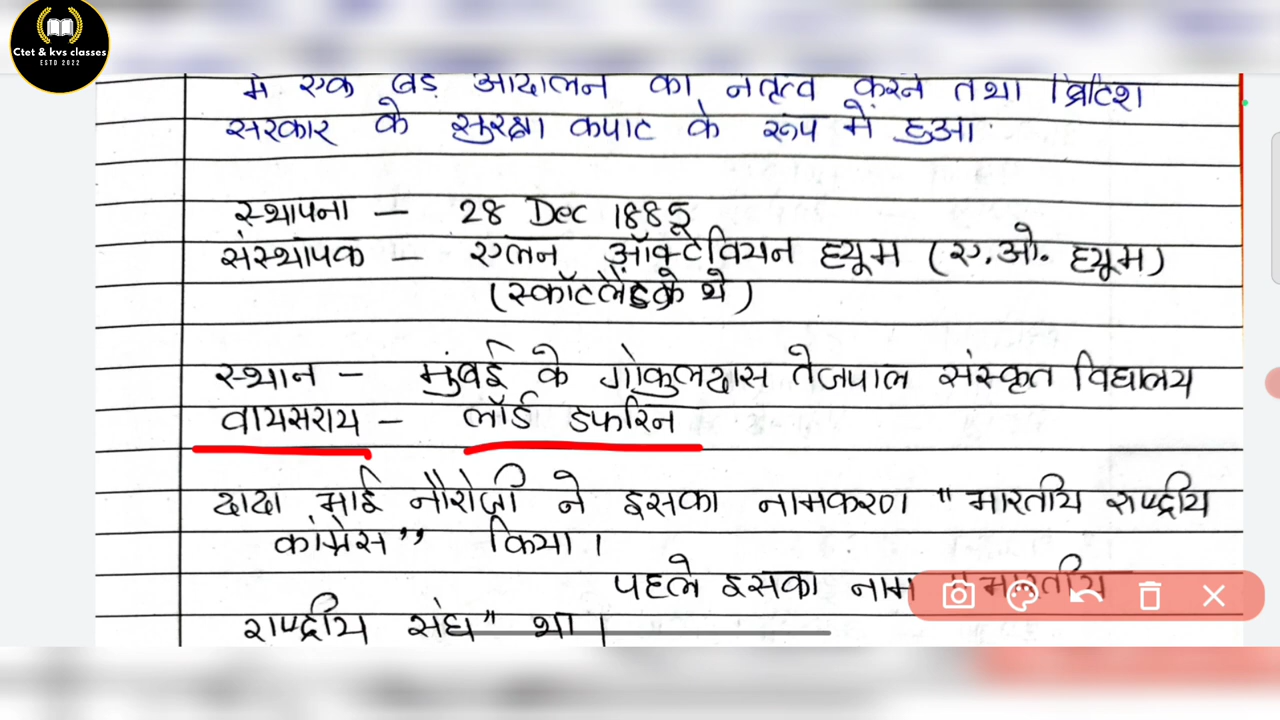 Ctet & kvs classes
ESTD 2022
मे एक बड़े आंदोलन का नतृत्व करने तथा ब्रिटिश
सरकार के सुरक्षा कपाट के रूप में हुआ
स्थापना – 28 Dec 1885
संस्थापक – एलन ऑक्टेवियन ह्यूम (ए.ओ. ह्यूम)
(स्कॉटलैंड के थे)
स्थान – मुंबई के गोकुलदास तेजपाल संस्कृत विद्यालय
वायसराय – लॉर्ड डफरिन
दादा भाई नौरोजी ने इसका नामकरण "भारतीय राष्ट्रीय
कांग्रेस" किया।
पहले इसका नाम "भारतीय
राष्ट्रीय संघ" था।